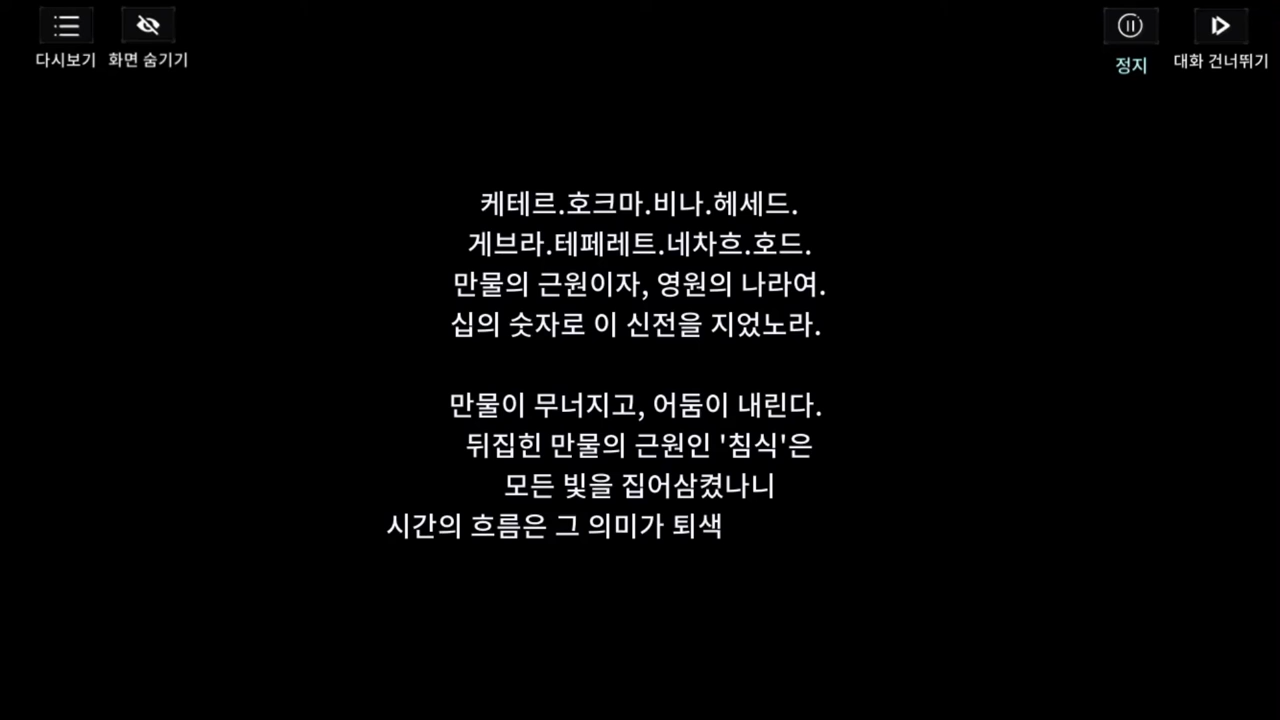 다시보기
화면 숨기기
정지
대화 건너뛰기
케테르.호크마.비나.헤세드.
게브라.테페레트.네차흐.호드.
만물의 근원이자, 영원의 나라여.
십의 숫자로 이 신전을 지었노라.
만물이 무너지고, 어둠이 내린다.
뒤집힌 만물의 근원인 '침식'은
모든 빛을 집어삼켰나니
시간의 흐름은 그 의미가 퇴색